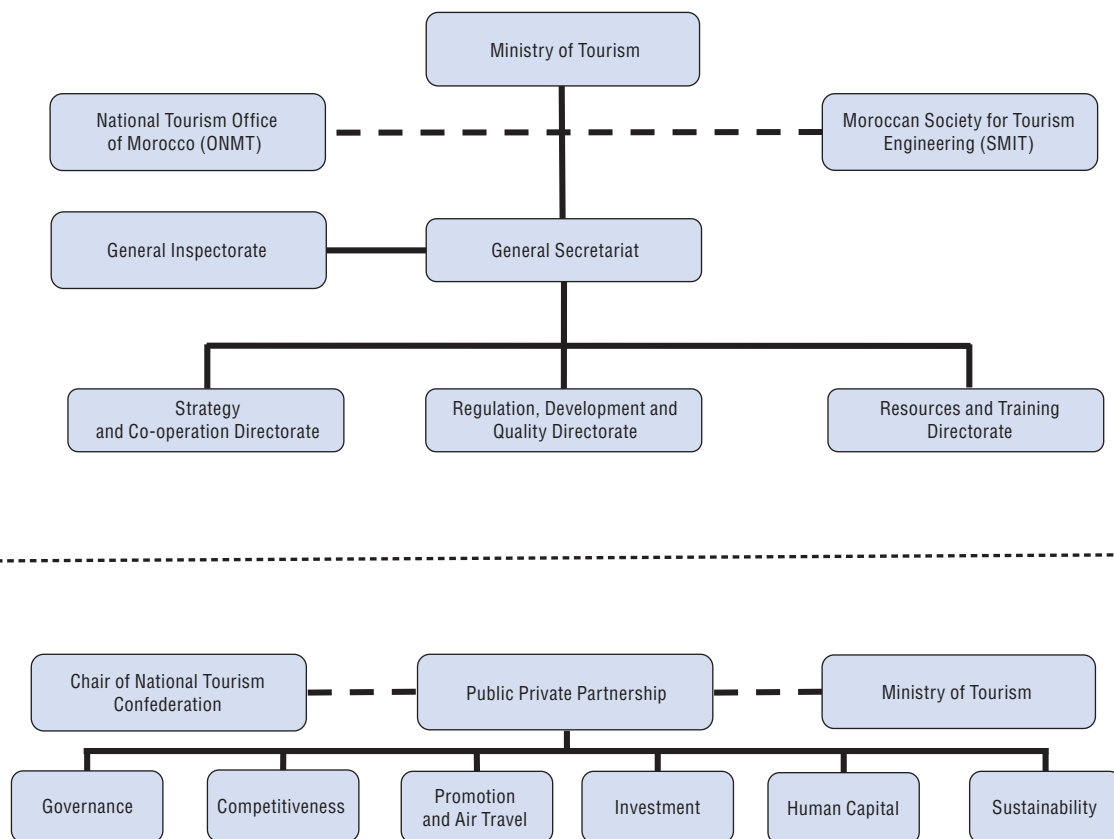 Ministry of Tourism
National Tourism Office
of Morocco (ONMT)
Moroccan Society for Tourism
Engineering (SMIT)
General Inspectorate
General Secretariat
Strategy
and Co-operation Directorate
Regulation, Development and
Quality Directorate
Resources and Training
Directorate
Chair of National Tourism
Confederation
Public Private Partnership
Ministry of Tourism
Governance
Competitiveness
Promotion
and Air Travel
Investment
Human Capital
Sustainability